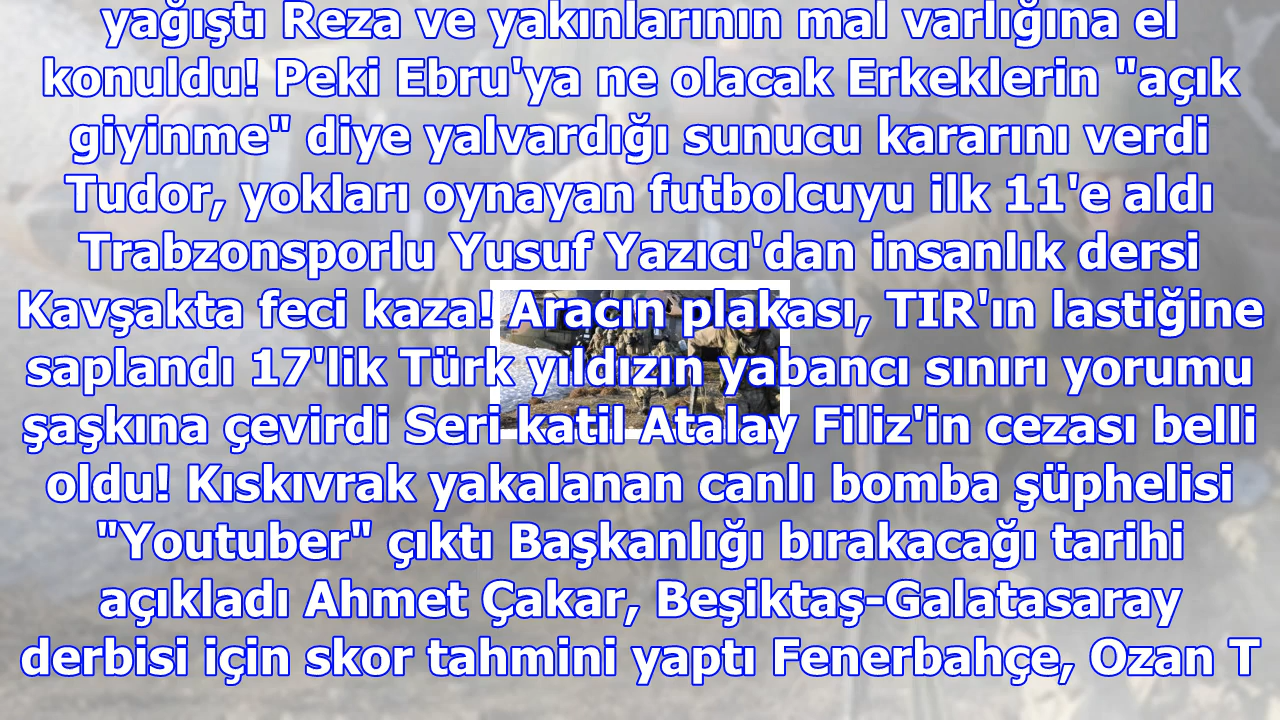 yağıştı Reza ve yakınlarının mal varlığına el
konuldu! Peki Ebru'ya ne olacak Erkeklerin "açık
giyinme" diye yalvardığı sunucu kararını verdi
Tudor, yokları oynayan futbolcuyu ilk 11'e aldı
Trabzonsporlu Yusuf Yazıcı'dan insanlık dersi
Kavşakta feci kaza! Aracın plakası, TIR'ın lastiğine
saplandı 17'lik Türk yıldızın yabancı sınırı yorumu
şaşkına çevirdi Seri katil Atalay Filiz'in cezası belli
oldu! Kıskıvrak yakalanan canlı bomba şüphelisi
"Youtuber" çıktı Başkanlığı bırakacağı tarihi
açıkladı Ahmet Çakar, Beşiktaş-Galatasaray
derbisi için skor tahmini yaptı Fenerbahçe, Ozan T